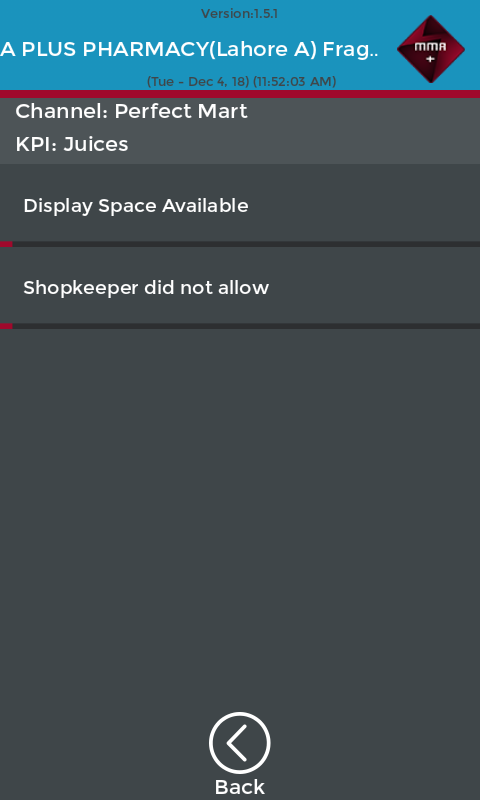 Version:1.5.1
A PLUS PHARMACY(Lahore A) Frag..
MMA
+
(Tue - Dec 4, 18) (11:52:03 AM)
Channel: Perfect Mart
KPI: Juices
Display Space Available
Shopkeeper did not allow
Back